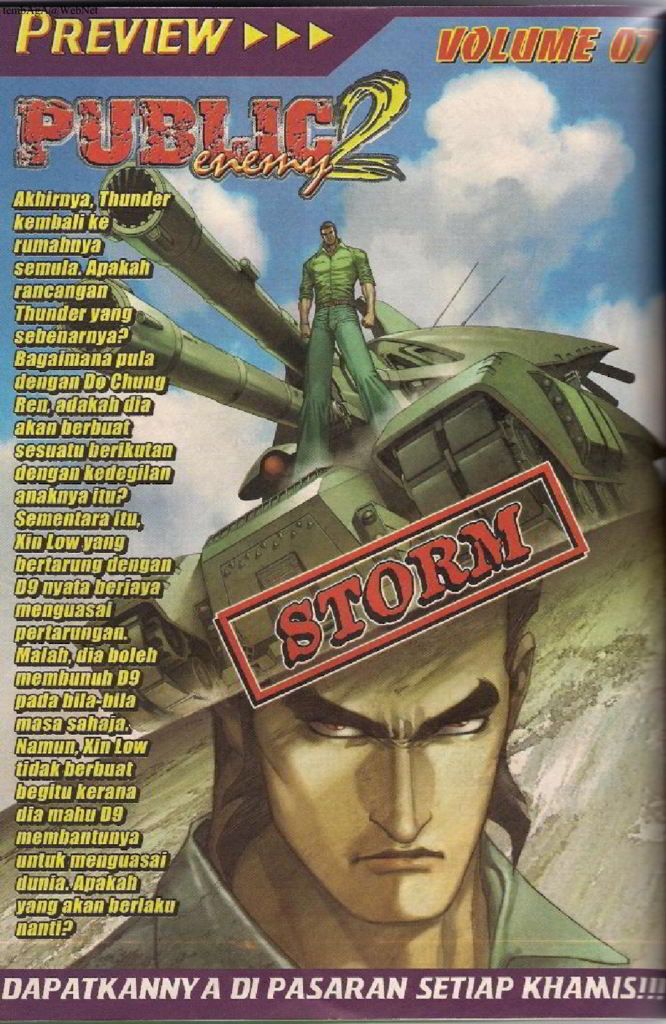 tembAgA@WebNet
PREVIEW
VOLUME 07
PUBLIC
enemy 2
Akhirnya, Thunder
kembali ke
rumahnya
semula. Apakah
rancangan
Thunder yang
sebenarnya?
Bagaimana pula
dengan Do Chung
Ren, adakah dia
akan berbuat
sesuatu berikutan
dengan kedegilan
anaknya itu?
Sementara itu,
Xin Low yang
bertarung dengan
D9 nyata berjaya
menguasai
pertarungan.
Malah, dia boleh
membunuh D9
pada bila-bila
masa sahaja.
Namun, Xin Low
tidak berbuat
begitu kerana
dia mahu D9
membantunya
untuk menguasai
dunia. Apakah
yang akan berlaku
nanti?
STORM
DAPATKANNYA DI PASARAN SETIAP KHAMIS!!!